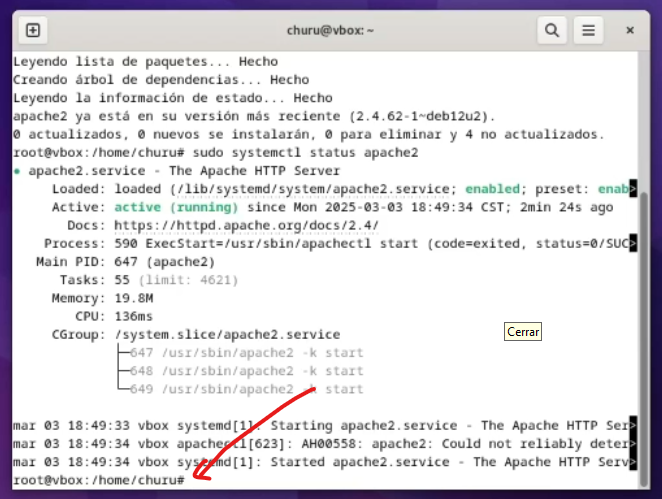 churu@vbox: ~
Leyendo lista de paquetes... Hecho
Creando árbol de dependencias... Hecho
Leyendo la información de estado... Hecho
apache2 ya está en su versión más reciente (2.4.62-1~deb12u2).
0 actualizados, 0 nuevos se instalarán, 0 para eliminar y 4 no actualizados.
root@vbox:/home/churu# sudo systemctl status apache2
● apache2.service - The Apache HTTP Server
Loaded: loaded (/lib/systemd/system/apache2.service; enabled; preset: enab>
Active: active (running) since Mon 2025-03-03 18:49:34 CST; 2min 24s ago
Docs: https://httpd.apache.org/docs/2.4/
Process: 590 ExecStart=/usr/sbin/apachectl start (code=exited, status=0/SUC>
Main PID: 647 (apache2)
Tasks: 55 (limit: 4621)
Memory: 19.8M
CPU: 136ms
CGroup: /system.slice/apache2.service
├─647 /usr/sbin/apache2 -k start
├─648 /usr/sbin/apache2 -k start
└─649 /usr/sbin/apache2 -k start
Cerrar
mar 03 18:49:33 vbox systemd[1]: Starting apache2.service - The Apache HTTP Ser>
mar 03 18:49:34 vbox apachectl[623]: AH00558: apache2: Could not reliably deter>
mar 03 18:49:34 vbox systemd[1]: Started apache2.service - The Apache HTTP Serv>
root@vbox:/home/churu#